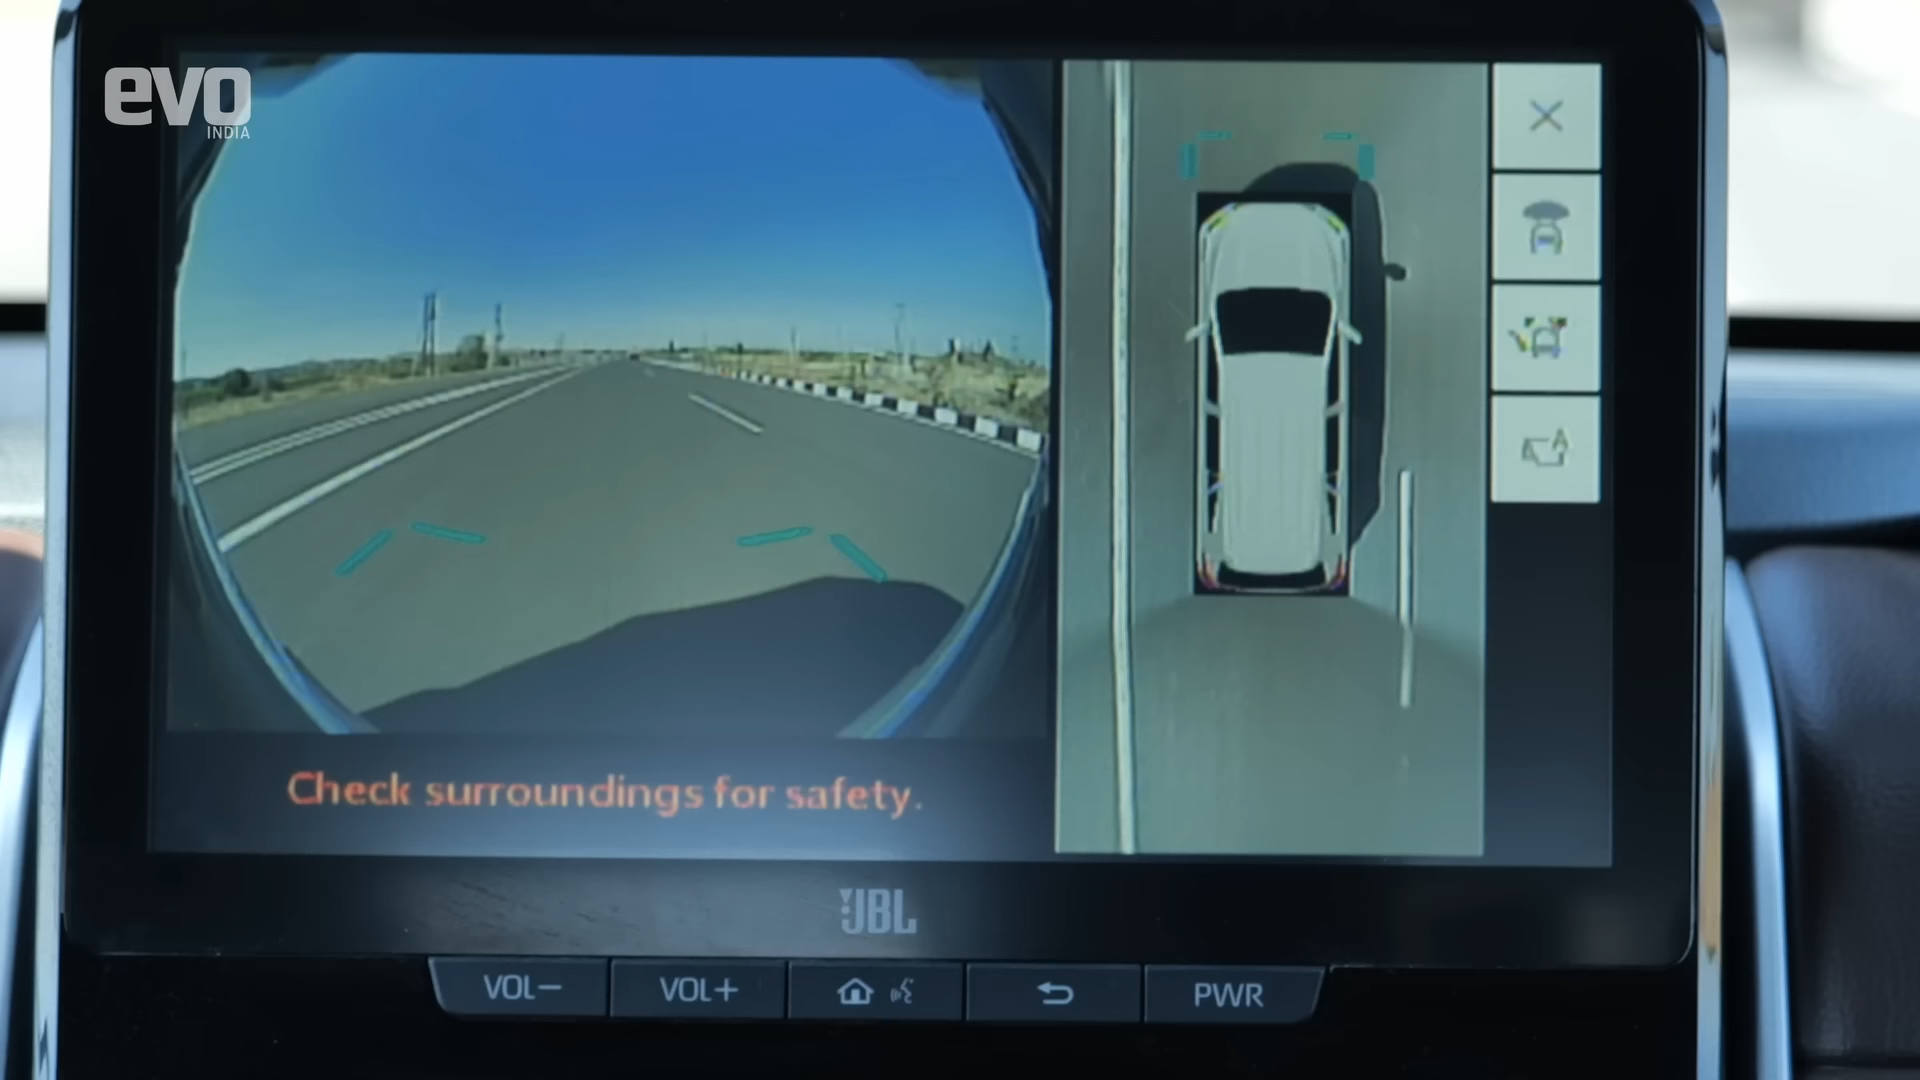 evo
INDIA
Check surroundings for safety.
JBL
VOL−
VOL+
PWR